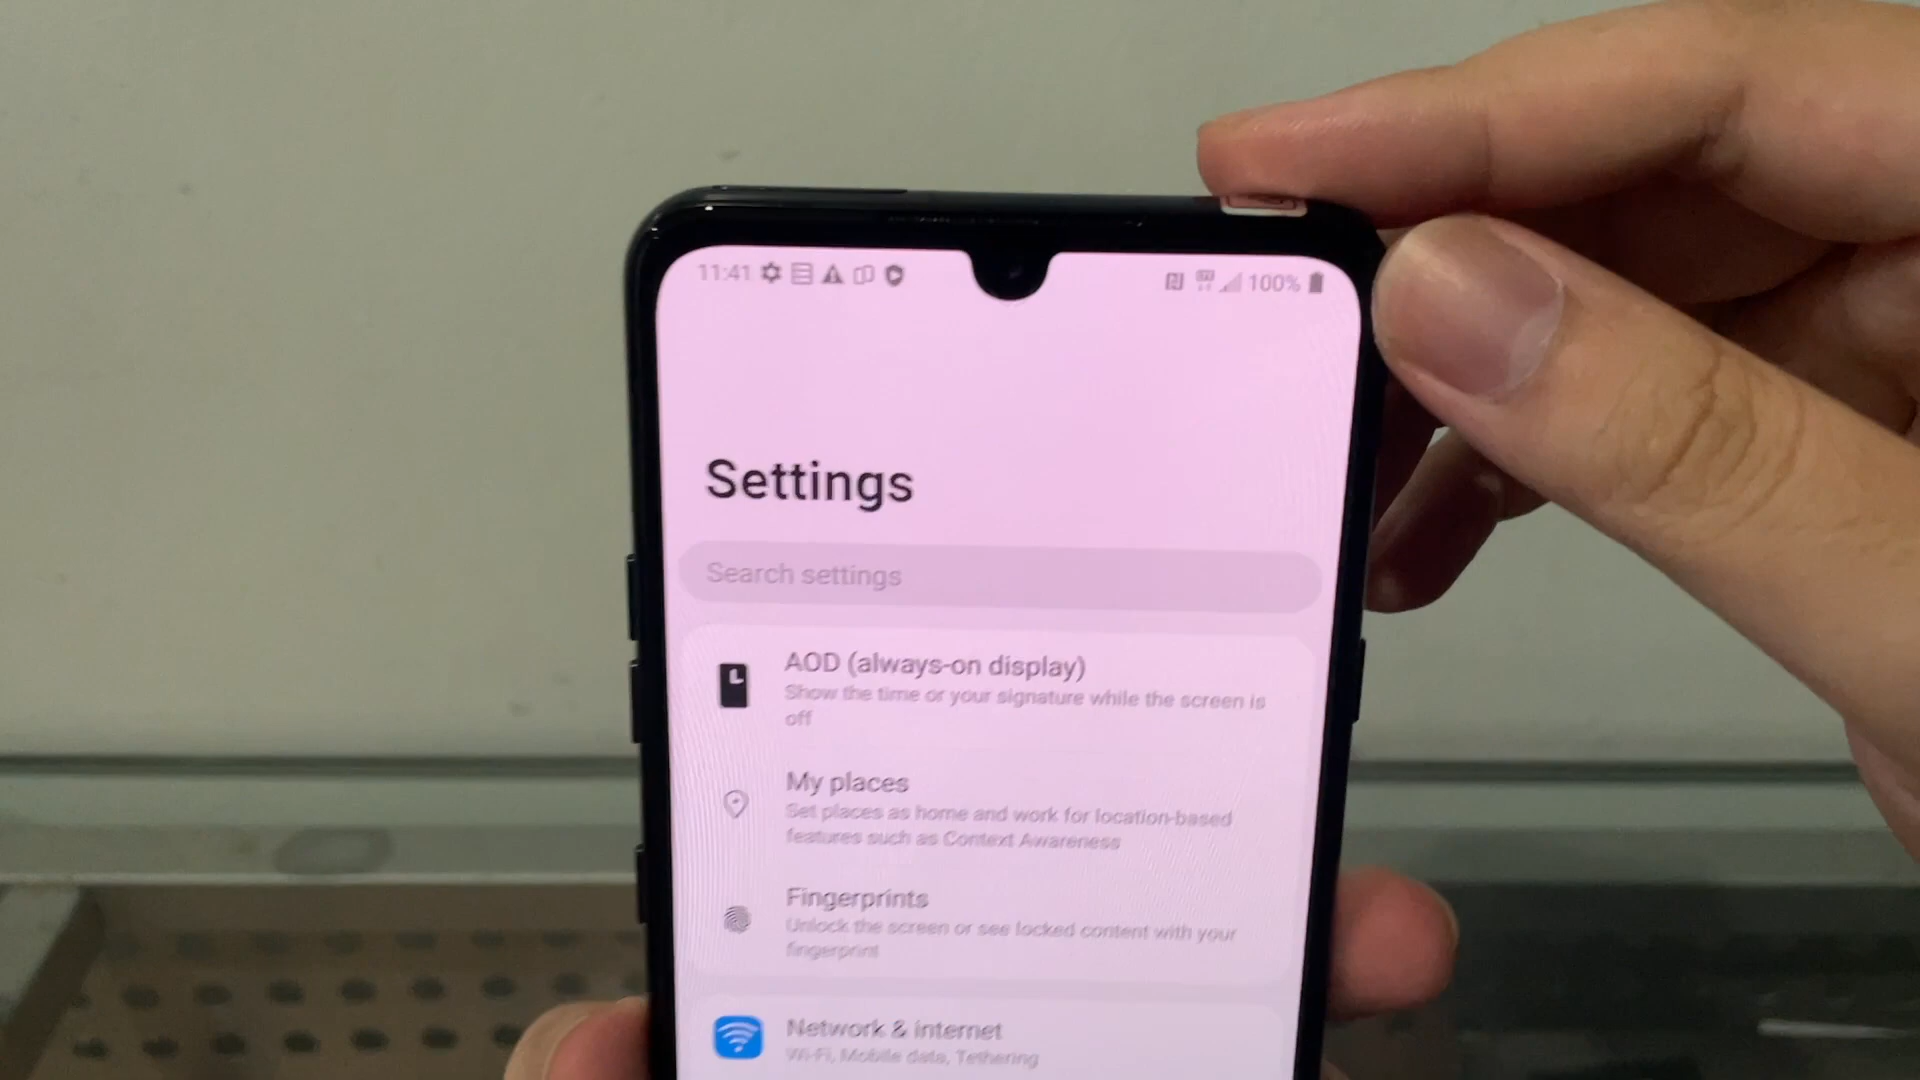 11:41 100%
Settings
Search settings
AOD (always-on display)
Show the time or your signature while the screen is
off
My places
Set places as home and work for location-based
features such as Context Awareness
Fingerprints
Unlock the screen or see locked content with your
fingerprint
Network & internet
Wi-Fi, Mobile data, Tethering